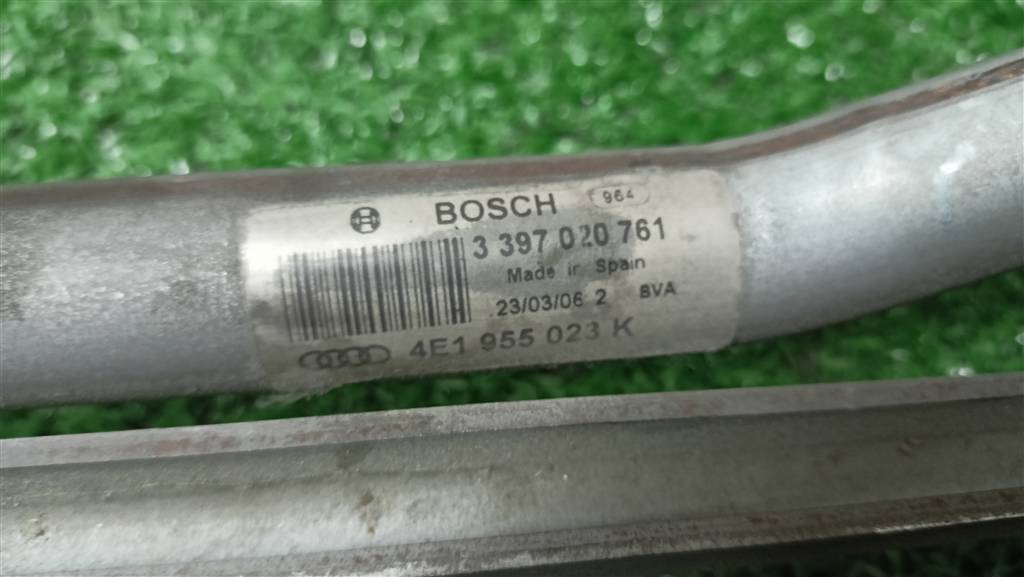 BOSCH 964
3 397 020 761
Made in Spain
23/03/06 2 BVA
4E1 955 023 K